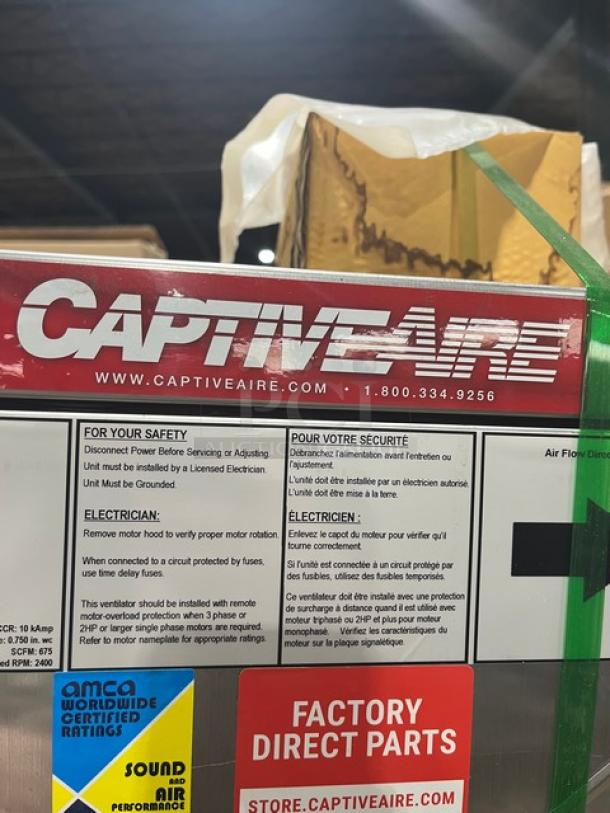 CAPTIVEAIRE
WWW.CAPTIVEAIRE.COM • 1.800.334.9256
FOR YOUR SAFETY
Disconnect Power Before Servicing or Adjusting.
Unit must be installed by a Licensed Electrician.
Unit Must be Grounded.
ELECTRICIAN:
Remove motor hood to verify proper motor rotation.
When connected to a circuit protected by fuses,
use time delay fuses.
This ventilator should be installed with remote
motor-overload protection when 3 phase or
2HP or larger single phase motors are required.
Refer to motor nameplate for appropriate ratings.
POUR VOTRE SÉCURITÉ
Débranchez l'alimentation avant l'entretien ou
l'ajustement.
L'unité doit être installée par un électricien autorisé.
L'unité doit être mise à la terre.
ÉLECTRICIEN :
Enlevez le capot du moteur pour vérifier qu'il
tourne correctement.
Si l'unité est connectée à un circuit protégé par
des fusibles, utilisez des fusibles temporisés.
Ce ventilateur doit être installé avec une protection
de surcharge à distance quand il est utilisé avec
moteur triphasé ou 2HP et plus pour moteur
monophasé. Vérifiez les caractéristiques du
moteur sur la plaque signalétique.
Air Flow Direc
CCR: 10 kAmp
e: 0.750 in. wc
SCFM: 675
ed RPM: 2400
amca
WORLDWIDE
CERTIFIED
RATINGS
SOUND
AND
AIR
PERFORMANCE
FACTORY
DIRECT PARTS
STORE.CAPTIVEAIRE.COM